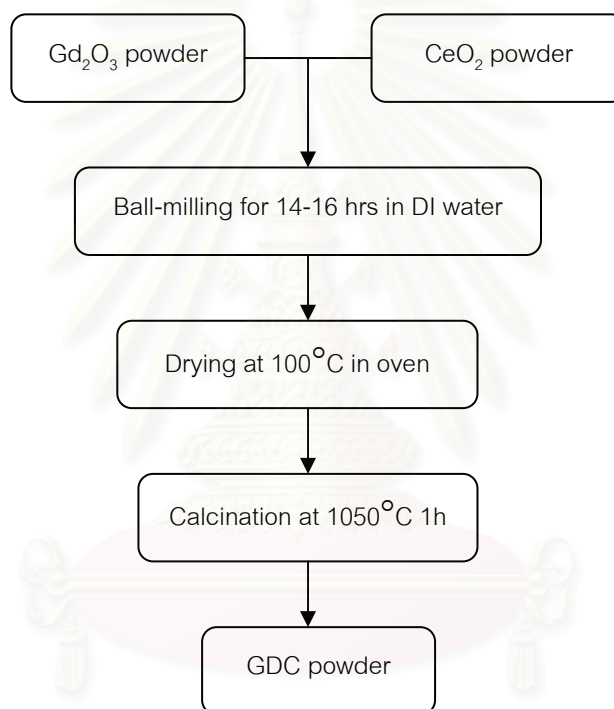 Gd₂O₃ powder
CeO₂ powder
Ball-milling for 14-16 hrs in DI water
Drying at 100°C in oven
Calcination at 1050°C 1h
GDC powder